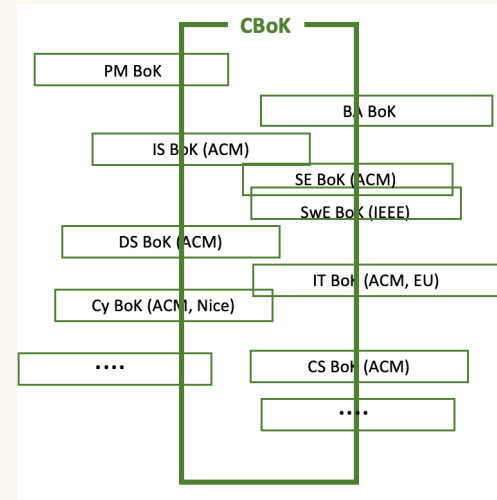 CBoK
PM BoK
BA BoK
IS BoK (ACM)
SE BoK (ACM)
SwE BoK (IEEE)
DS BoK (ACM)
IT BoK (ACM, EU)
Cy BoK (ACM, Nice)
....
CS BoK (ACM)
....